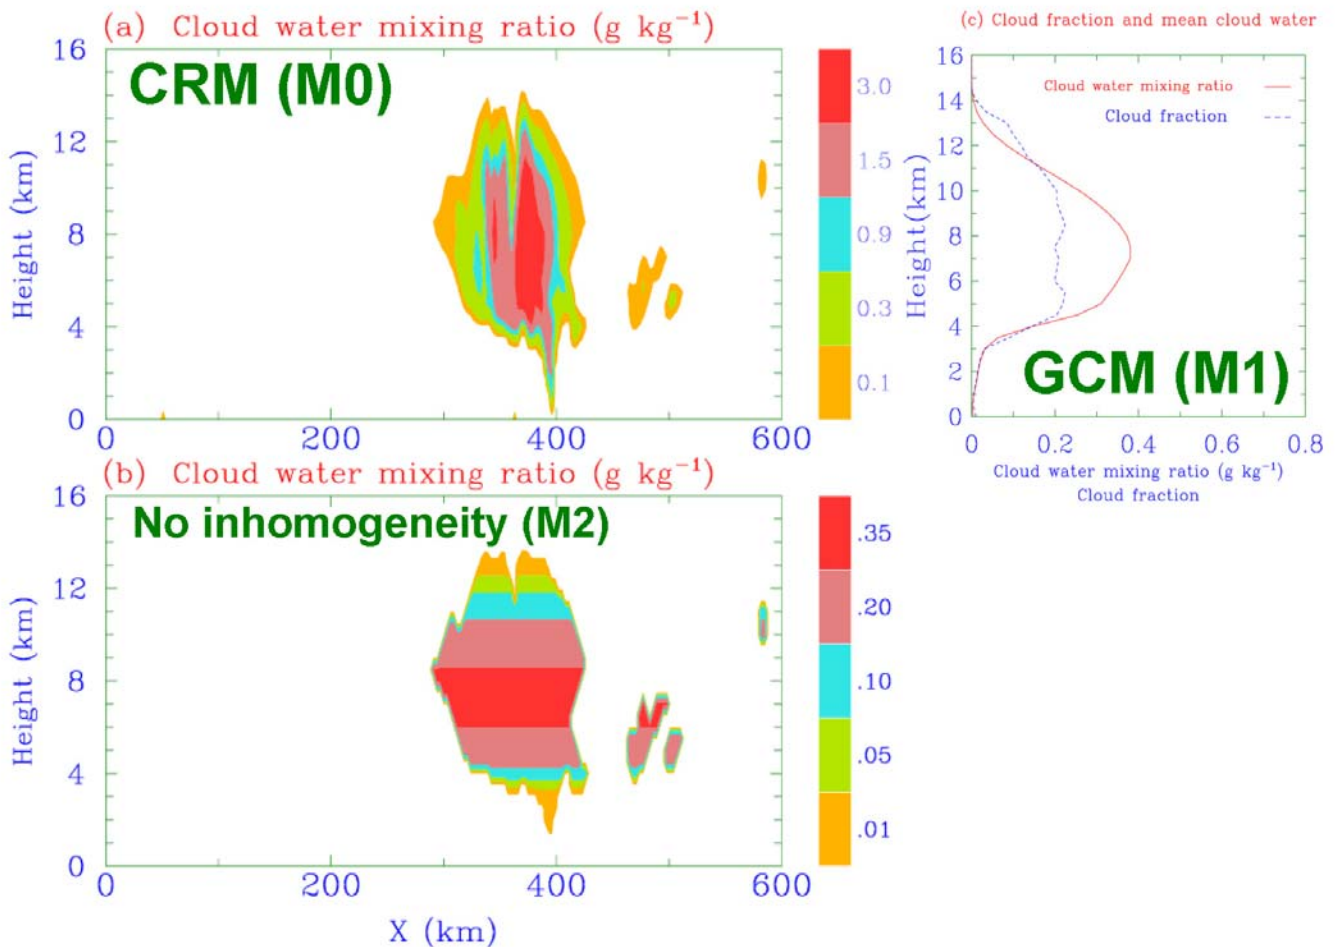 (a) Cloud water mixing ratio (g kg⁻¹)
CRM (M0)
Height (km)
16
12
8
4
0
0 200 400 600
3.0
1.5
0.9
0.3
0.1
(b) Cloud water mixing ratio (g kg⁻¹)
No inhomogeneity (M2)
Height (km)
16
12
8
4
0
0 200 400 600
X (km)
.35
.20
.10
.05
.01
(c) Cloud fraction and mean cloud water
Cloud water mixing ratio
Cloud fraction
GCM (M1)
Height(km)
16
14
12
10
8
6
4
2
0
0 0.2 0.4 0.6 0.8
Cloud water mixing ratio (g kg⁻¹)
Cloud fraction